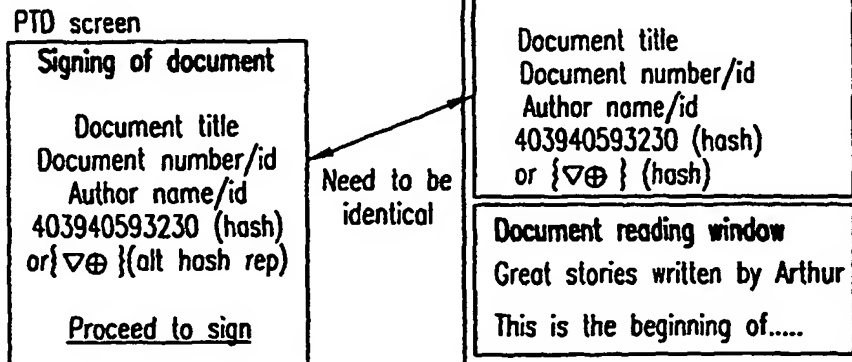 PTD screen
Signing of document
Document title
Document number/id
Author name/id
403940593230 (hash)
or{▽⊕}(alt hash rep)
Proceed to sign
Need to be
identical
Document title
Document number/id
Author name/id
403940593230 (hash)
or {▽⊕ } (hash)
Document reading window
Great stories written by Arthur
This is the beginning of.....